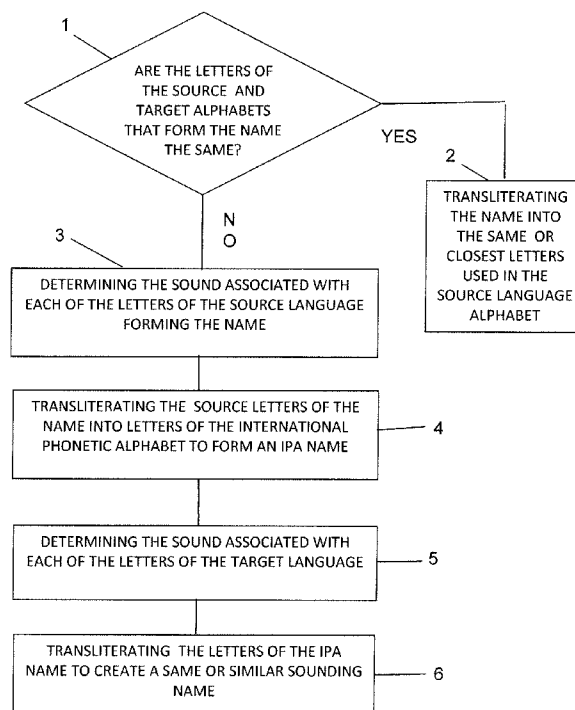 1
ARE THE LETTERS OF
THE SOURCE AND
TARGET ALPHABETS
THAT FORM THE NAME
THE SAME?
YES
2
TRANSLITERATING
THE NAME INTO
THE SAME OR
CLOSEST LETTERS
USED IN THE
SOURCE LANGUAGE
ALPHABET
N
O
3
DETERMINING THE SOUND ASSOCIATED WITH
EACH OF THE LETTERS OF THE SOURCE LANGUAGE
FORMING THE NAME
TRANSLITERATING THE SOURCE LETTERS OF THE
NAME INTO LETTERS OF THE INTERNATIONAL
PHONETIC ALPHABET TO FORM AN IPA NAME
4
DETERMINING THE SOUND ASSOCIATED WITH
EACH OF THE LETTERS OF THE TARGET LANGUAGE
5
TRANSLITERATING THE LETTERS OF THE IPA
NAME TO CREATE A SAME OR SIMILAR SOUNDING
NAME
6